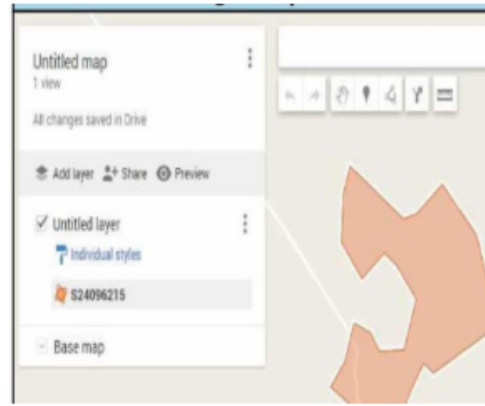 Untitled map
1 view
All changes saved in Drive
Add layer Share Preview
Untitled layer
Individual styles
S24096215
Base map